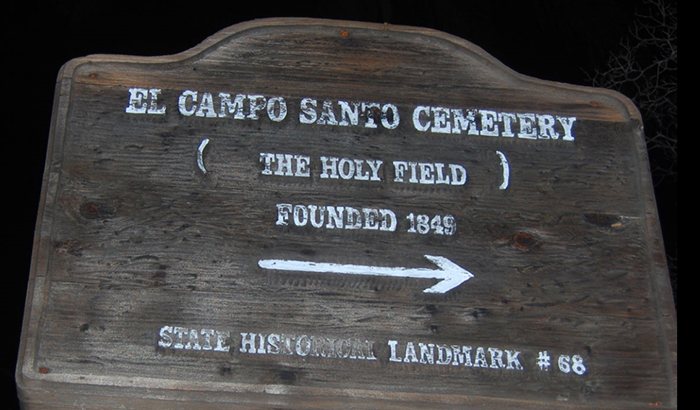 EL CAMPO SANTO CEMETERY
( THE HOLY FIELD )
FOUNDED 1849
STATE HISTORICAL LANDMARK # 68